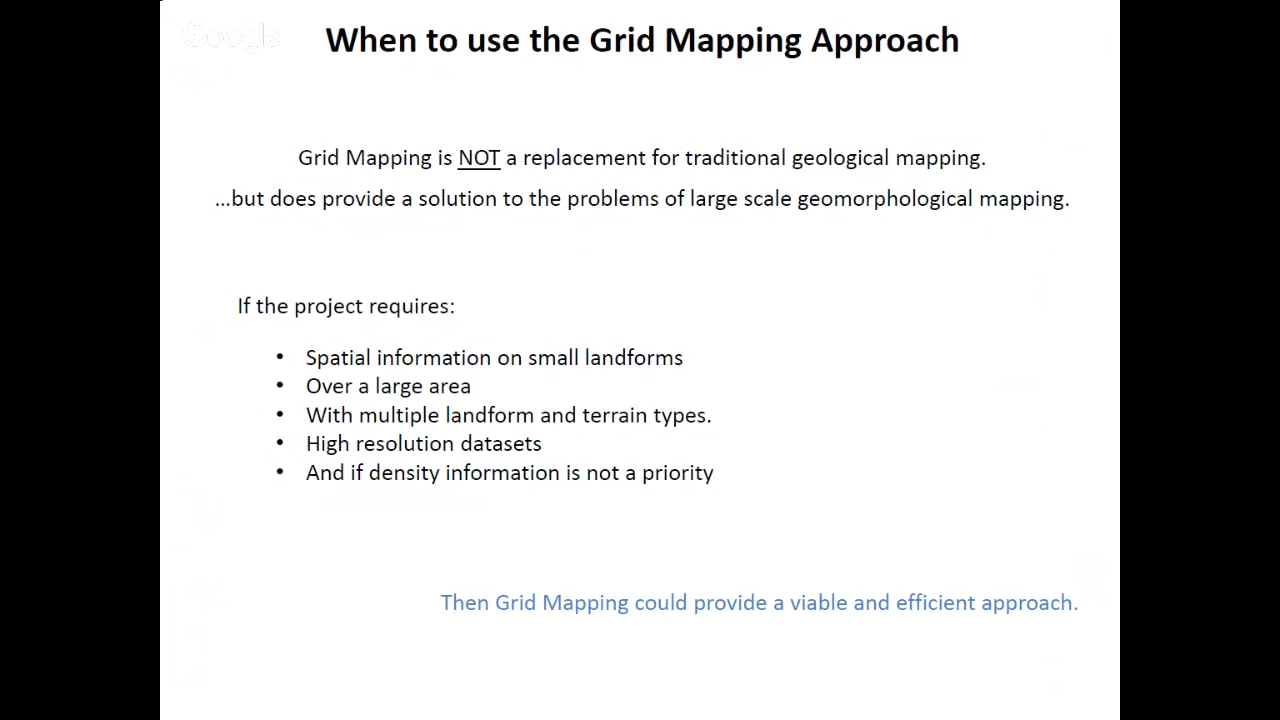 Google
When to use the Grid Mapping Approach
Grid Mapping is NOT a replacement for traditional geological mapping.
...but does provide a solution to the problems of large scale geomorphological mapping.
If the project requires:
• Spatial information on small landforms
• Over a large area
• With multiple landform and terrain types.
• High resolution datasets
• And if density information is not a priority
Then Grid Mapping could provide a viable and efficient approach.